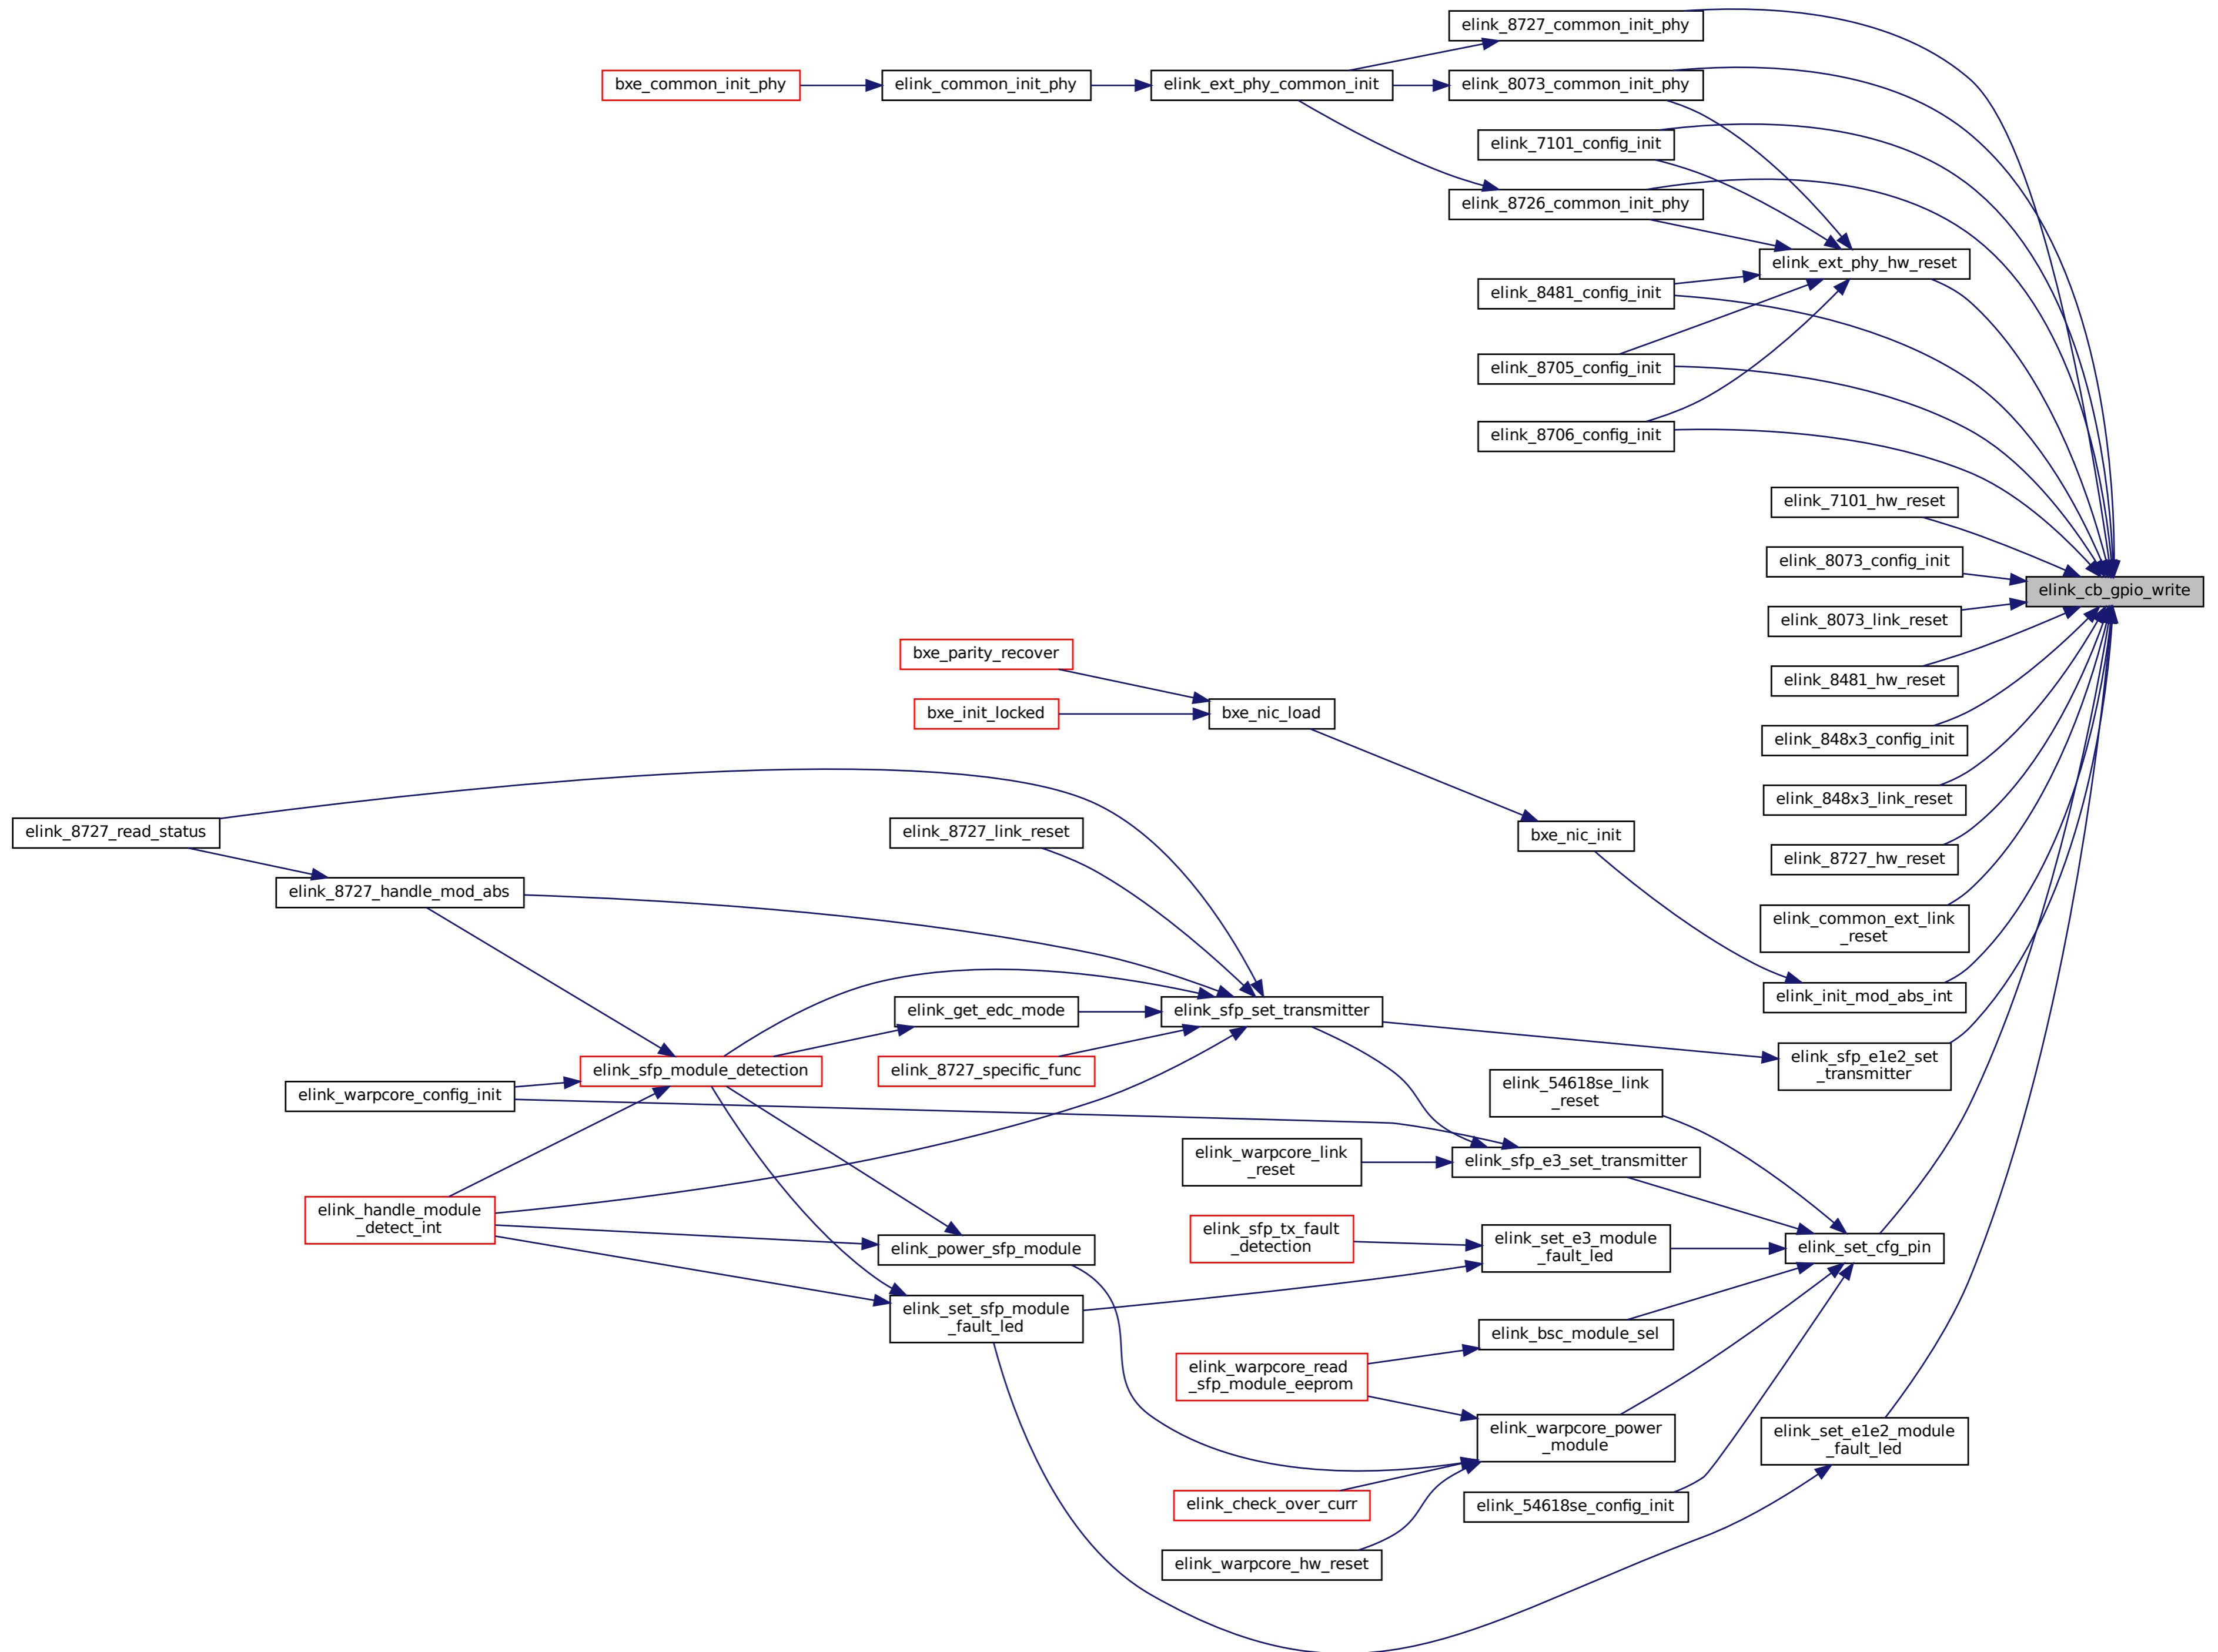 elink_8727_common_init_phy
bxe_common_init_phy
elink_common_init_phy
elink_ext_phy_common_init
elink_8073_common_init_phy
elink_7101_config_init
elink_8726_common_init_phy
elink_ext_phy_hw_reset
elink_8481_config_init
elink_8705_config_init
elink_8706_config_init
elink_7101_hw_reset
elink_8073_config_init
elink_cb_gpio_write
elink_8073_link_reset
bxe_parity_recover
elink_8481_hw_reset
bxe_init_locked
bxe_nic_load
elink_848x3_config_init
elink_848x3_link_reset
elink_8727_read_status
elink_8727_link_reset
bxe_nic_init
elink_8727_hw_reset
elink_8727_handle_mod_abs
elink_common_ext_link
_reset
elink_init_mod_abs_int
elink_get_edc_mode
elink_sfp_set_transmitter
elink_sfp_module_detection
elink_8727_specific_func
elink_sfp_e1e2_set
_transmitter
elink_warpcore_config_init
elink_54618se_link
_reset
elink_warpcore_link
_reset
elink_sfp_e3_set_transmitter
elink_handle_module
_detect_int
elink_sfp_tx_fault
_detection
elink_set_e3_module
_fault_led
elink_set_cfg_pin
elink_power_sfp_module
elink_set_sfp_module
_fault_led
elink_bsc_module_sel
elink_warpcore_read
_sfp_module_eeprom
elink_warpcore_power
_module
elink_set_e1e2_module
_fault_led
elink_check_over_curr
elink_54618se_config_init
elink_warpcore_hw_reset